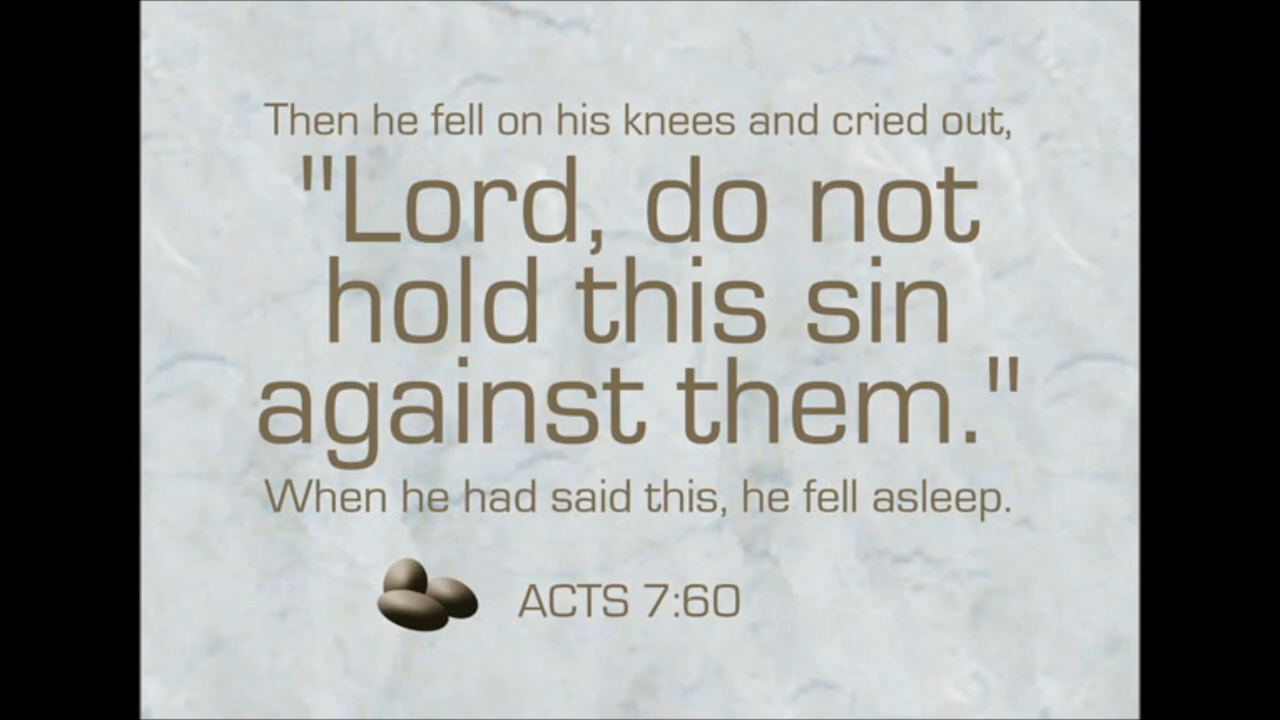 Then he fell on his knees and cried out,
"Lord, do not
hold this sin
against them."
When he had said this, he fell asleep.
ACTS 7:60